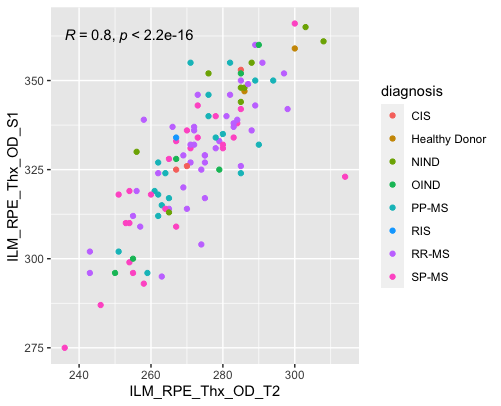 R = 0.8, p < 2.2e-16
ILM_RPE_Thx_OD_S1
350
325
300
275
240
260
280
300
ILM_RPE_Thx_OD_T2
diagnosis
CIS
Healthy Donor
NIND
OIND
PP-MS
RIS
RR-MS
SP-MS